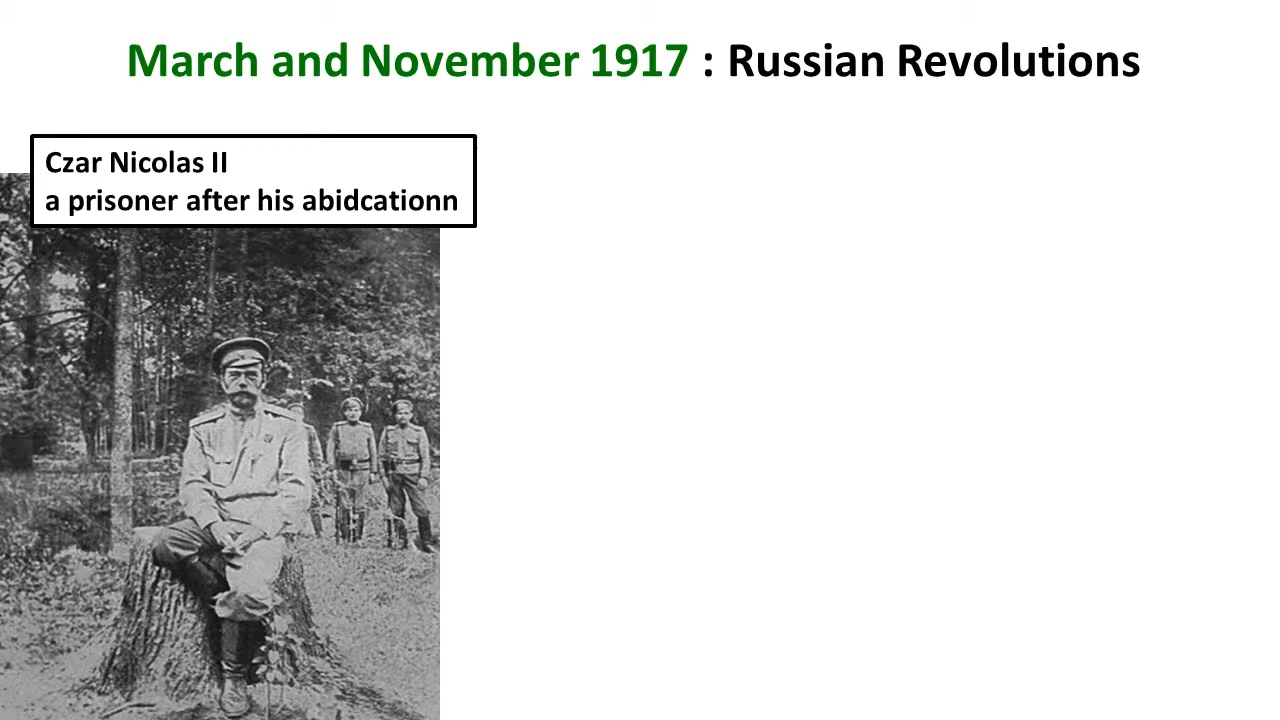 March and November 1917 : Russian Revolutions
Czar Nicolas II
a prisoner after his abidcationn